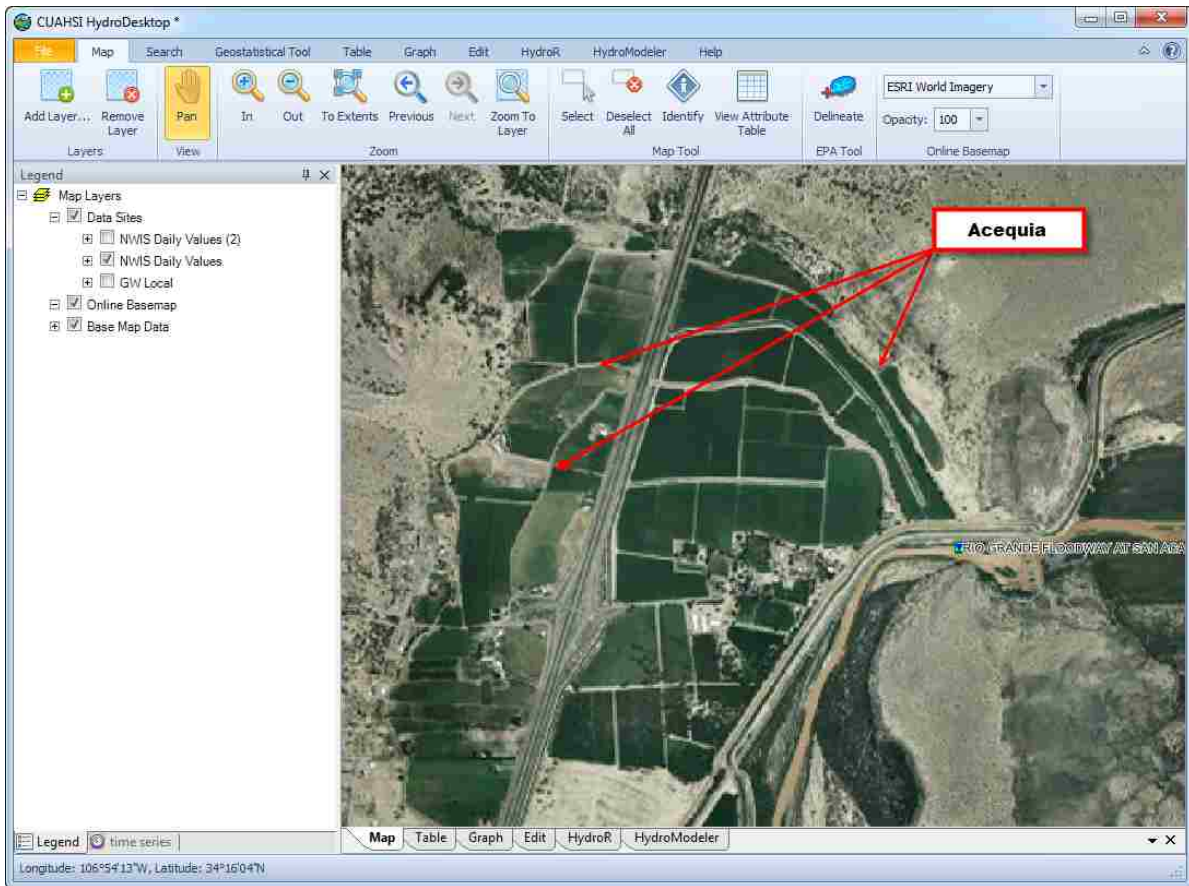 CUAHSI HydroDesktop *
File Map Search Geostatistical Tool Table Graph Edit HydroR HydroModeler Help
Add Layer... Remove Layer Pan In Out To Extents Previous Next Zoom To Layer Select Deselect All Identify View Attribute Table Delineate
ESRI World Imagery
Opacity: 100
Layers View Zoom Map Tool EPA Tool Online Basemap
Legend
Map Layers
Data Sites
NWIS Daily Values (2)
NWIS Daily Values
GW Local
Online Basemap
Base Map Data
Acequia
RIO GRANDE FLOODWAY AT SAN ACA
Legend time series
Map Table Graph Edit HydroR HydroModeler
Longitude: 106°54'13"W, Latitude: 34°16'04"N